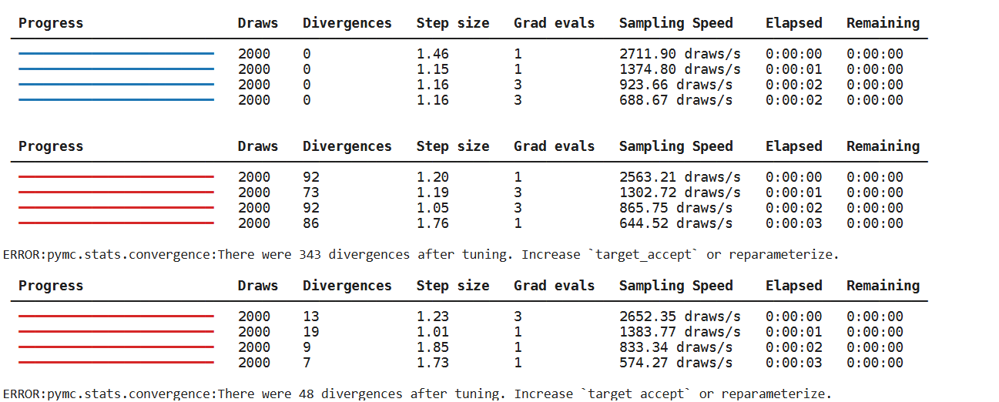 Progress Draws Divergences Step size Grad evals Sampling Speed Elapsed Remaining
2000 0 1.46 1 2711.90 draws/s 0:00:00 0:00:00
2000 0 1.15 1 1374.80 draws/s 0:00:01 0:00:00
2000 0 1.16 3 923.66 draws/s 0:00:02 0:00:00
2000 0 1.16 3 688.67 draws/s 0:00:02 0:00:00
Progress Draws Divergences Step size Grad evals Sampling Speed Elapsed Remaining
2000 92 1.20 1 2563.21 draws/s 0:00:00 0:00:00
2000 73 1.19 3 1302.72 draws/s 0:00:01 0:00:00
2000 92 1.05 3 865.75 draws/s 0:00:02 0:00:00
2000 86 1.76 1 644.52 draws/s 0:00:03 0:00:00
ERROR:pymc.stats.convergence:There were 343 divergences after tuning. Increase `target_accept` or reparameterize.
Progress Draws Divergences Step size Grad evals Sampling Speed Elapsed Remaining
2000 13 1.23 3 2652.35 draws/s 0:00:00 0:00:00
2000 19 1.01 1 1383.77 draws/s 0:00:01 0:00:00
2000 9 1.85 1 833.34 draws/s 0:00:02 0:00:00
2000 7 1.73 1 574.27 draws/s 0:00:03 0:00:00
ERROR:pymc.stats.convergence:There were 48 divergences after tuning. Increase `target_accept` or reparameterize.